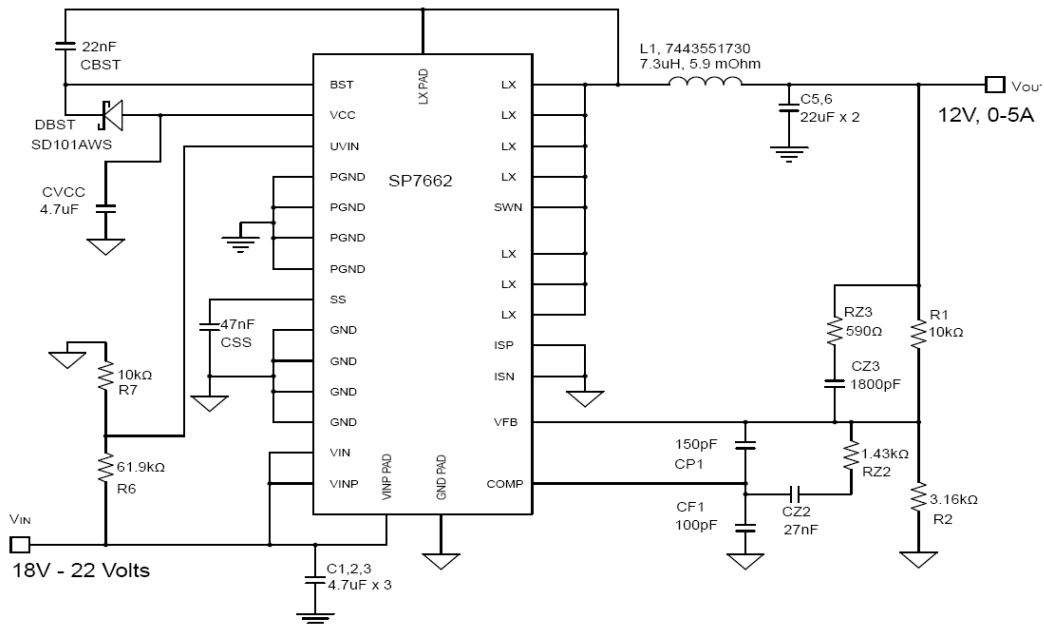 22nF
CBST
DBST
SD101AWS
CVCC
4.7uF
10kΩ
R7
61.9kΩ
R6
VIN
18V - 22 Volts
47nF
CSS
SP7662
LX PAD
BST
VCC
UVIN
PGND
PGND
PGND
PGND
SS
GND
GND
GND
GND
VIN
VINP
VINP PAD
GND PAD
LX
LX
LX
LX
SWN
LX
LX
LX
ISP
ISN
VFB
COMP
C1,2,3
4.7uF x 3
L1, 7443551730
7.3uH, 5.9 mOhm
C5,6
22uF x 2
VOUT
12V, 0-5A
RZ3
590Ω
CZ3
1800pF
R1
10kΩ
150pF
CP1
1.43kΩ
RZ2
CF1
100pF
CZ2
27nF
3.16kΩ
R2